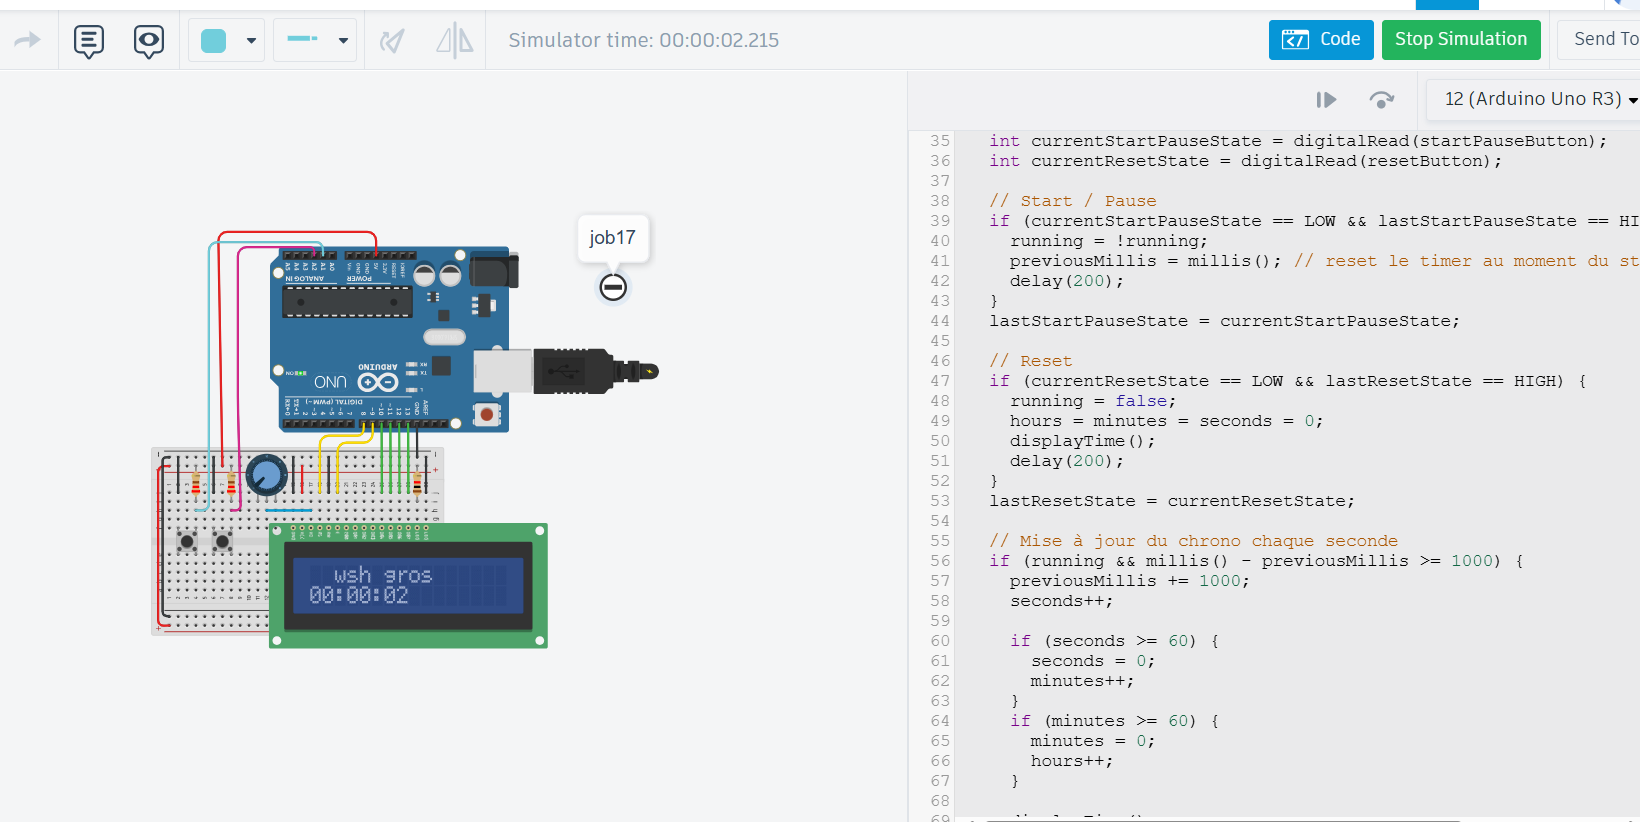 Simulator time: 00:00:02.215
Code
Stop Simulation
Send To
12 (Arduino Uno R3)
job17
ANALOG IN
POWER
ARDUINO
UNO
DIGITAL (PWM~)
ON
wsh gros
00:00:02
35 int currentStartPauseState = digitalRead(startPauseButton);
36 int currentResetState = digitalRead(resetButton);
37
38 // Start / Pause
39 if (currentStartPauseState == LOW && lastStartPauseState == HI
40 running = !running;
41 previousMillis = millis(); // reset le timer au moment du st
42 delay(200);
43 }
44 lastStartPauseState = currentStartPauseState;
45
46 // Reset
47 if (currentResetState == LOW && lastResetState == HIGH) {
48 running = false;
49 hours = minutes = seconds = 0;
50 displayTime();
51 delay(200);
52 }
53 lastResetState = currentResetState;
54
55 // Mise à jour du chrono chaque seconde
56 if (running && millis() - previousMillis >= 1000) {
57 previousMillis += 1000;
58 seconds++;
59
60 if (seconds >= 60) {
61 seconds = 0;
62 minutes++;
63 }
64 if (minutes >= 60) {
65 minutes = 0;
66 hours++;
67 }
68